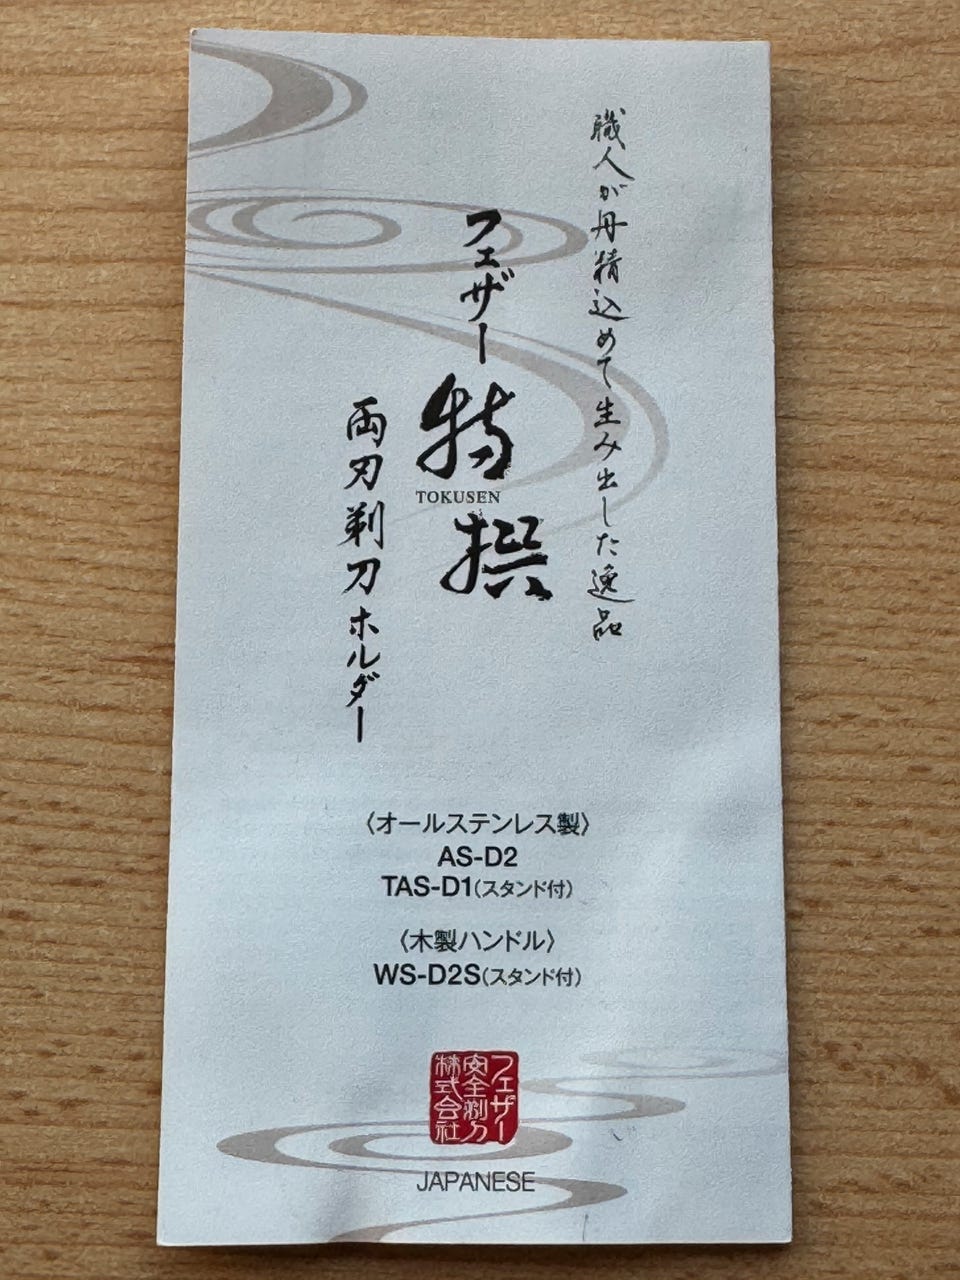 職人が丹精込めて生み出した逸品
フェザー
特撰
TOKUSEN
両刃剃刀ホルダー
〈オールステンレス製〉
AS-D2
TAS-D1(スタンド付)
〈木製ハンドル〉
WS-D2S(スタンド付)
フェザー
安全剃刀
株式会社
JAPANESE